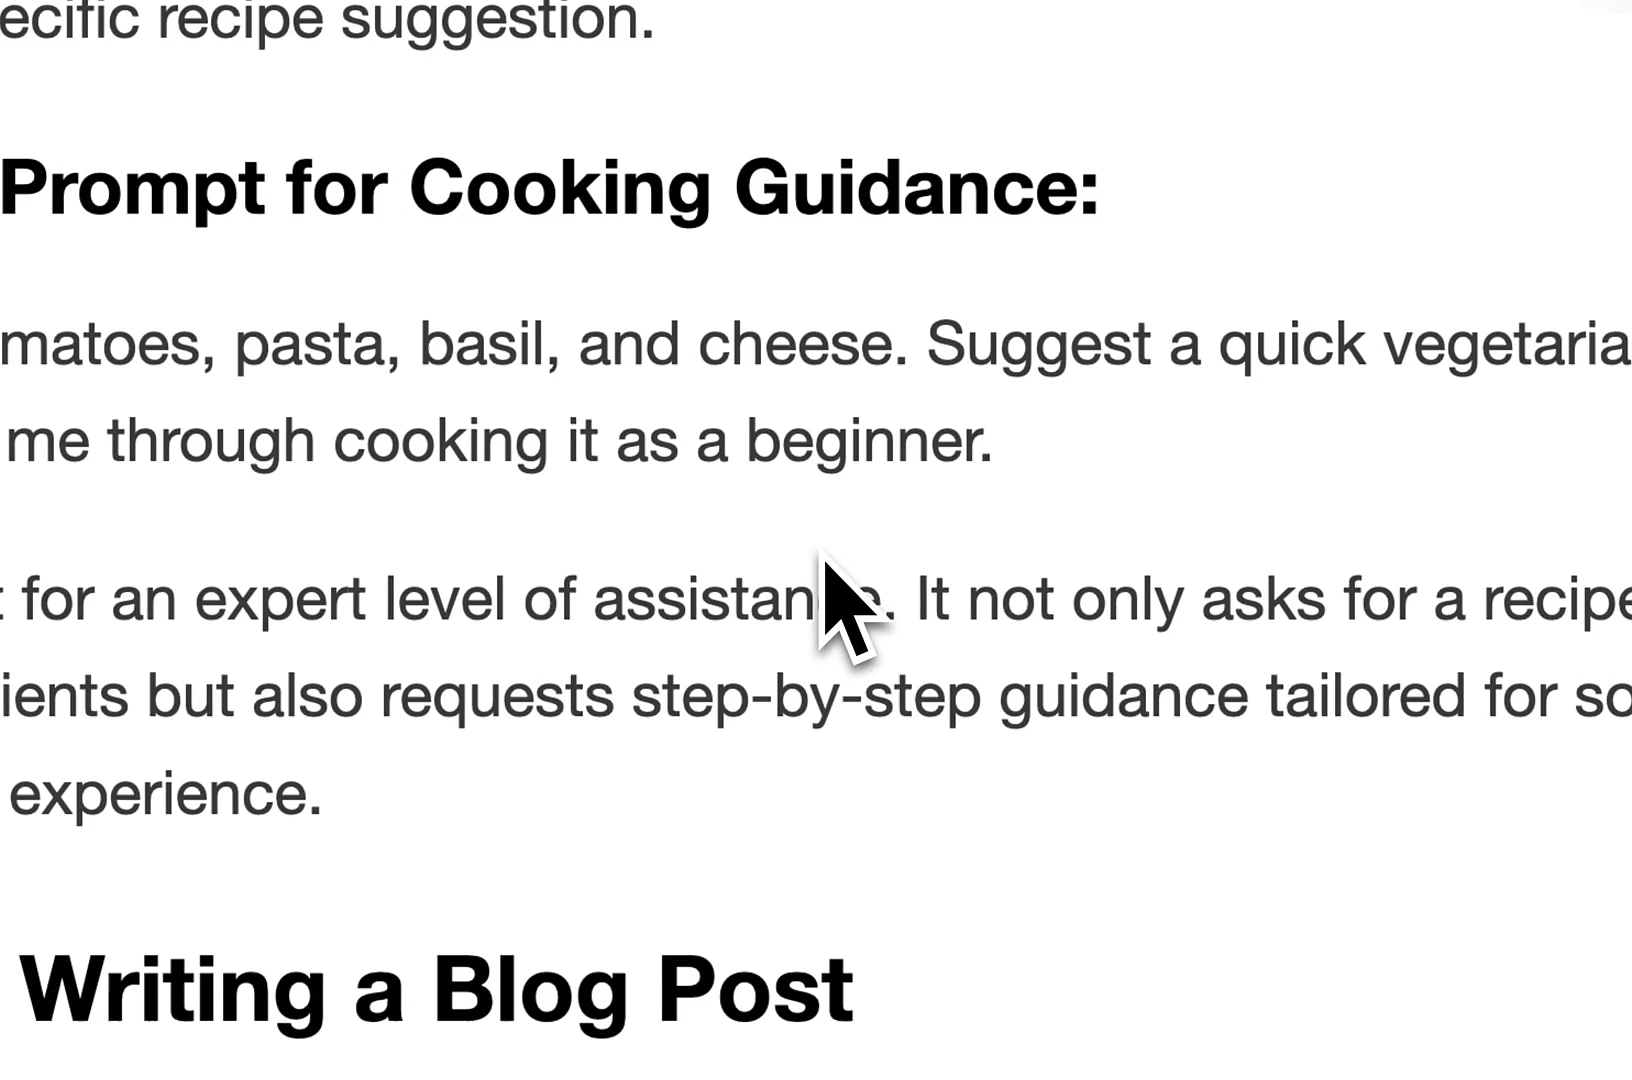 ecific recipe suggestion.
Prompt for Cooking Guidance:
matoes, pasta, basil, and cheese. Suggest a quick vegetaria
me through cooking it as a beginner.
for an expert level of assistance. It not only asks for a recipe
ients but also requests step-by-step guidance tailored for so
experience.
Writing a Blog Post